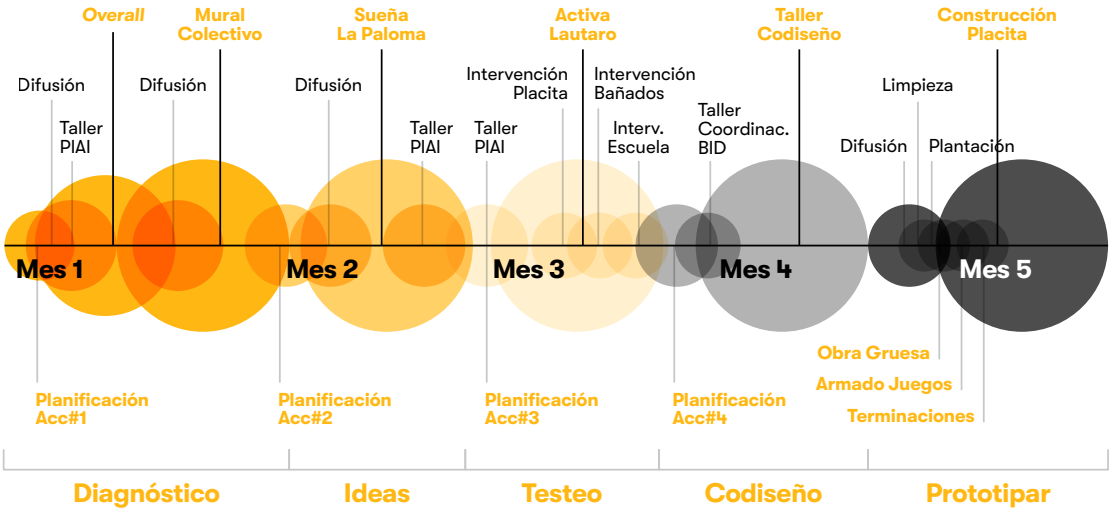 Overall
Mural
Colectivo
Sueña
La Paloma
Activa
Lautaro
Taller
Codiseño
Construcción
Placita
Difusión
Taller
PIAI
Difusión
Difusión
Taller
PIAI
Taller
PIAI
Intervención
Placita
Intervención
Bañados
Interv.
Escuela
Taller
Coordinac.
BID
Limpieza
Difusión
Plantación
Mes 1
Mes 2
Mes 3
Mes 4
Mes 5
Obra Gruesa
Armado Juegos
Terminaciones
Planificación
Acc#1
Planificación
Acc#2
Planificación
Acc#3
Planificación
Acc#4
Diagnóstico
Ideas
Testeo
Codiseño
Prototipar